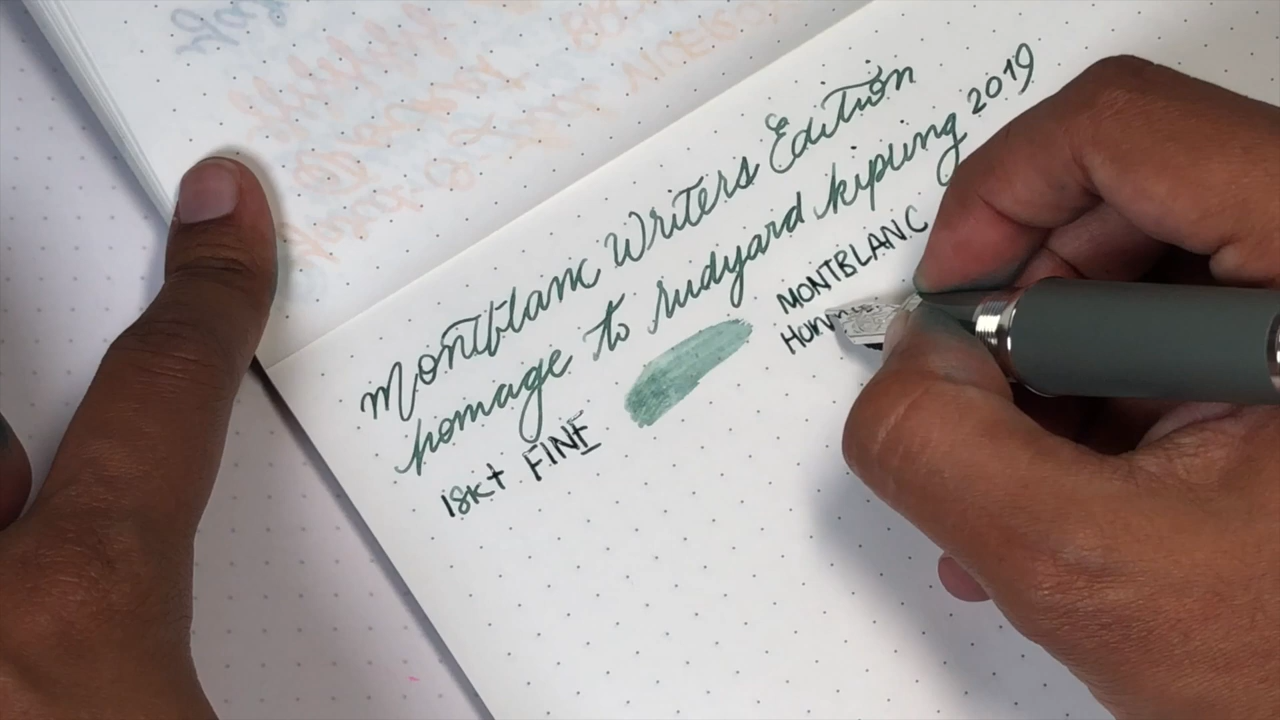 Montblanc Writers Edition
homage to rudyard kipling 2019
18kt FINE
MONTBLANC